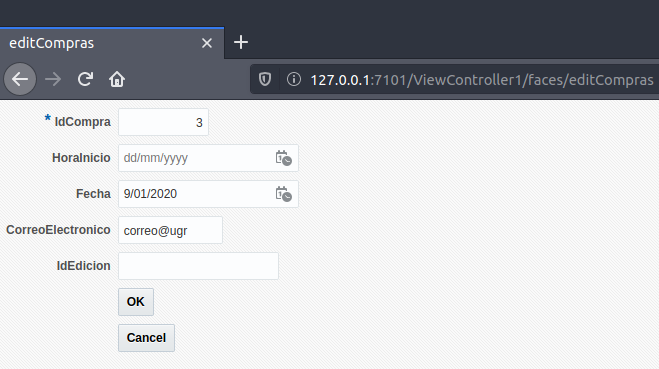 editCompras
127.0.0.1:7101/ViewController1/faces/editCompras
* IdCompra 3
HoraInicio dd/mm/yyyy
Fecha 9/01/2020
CorreoElectronico correo@ugr
IdEdicion
OK
Cancel